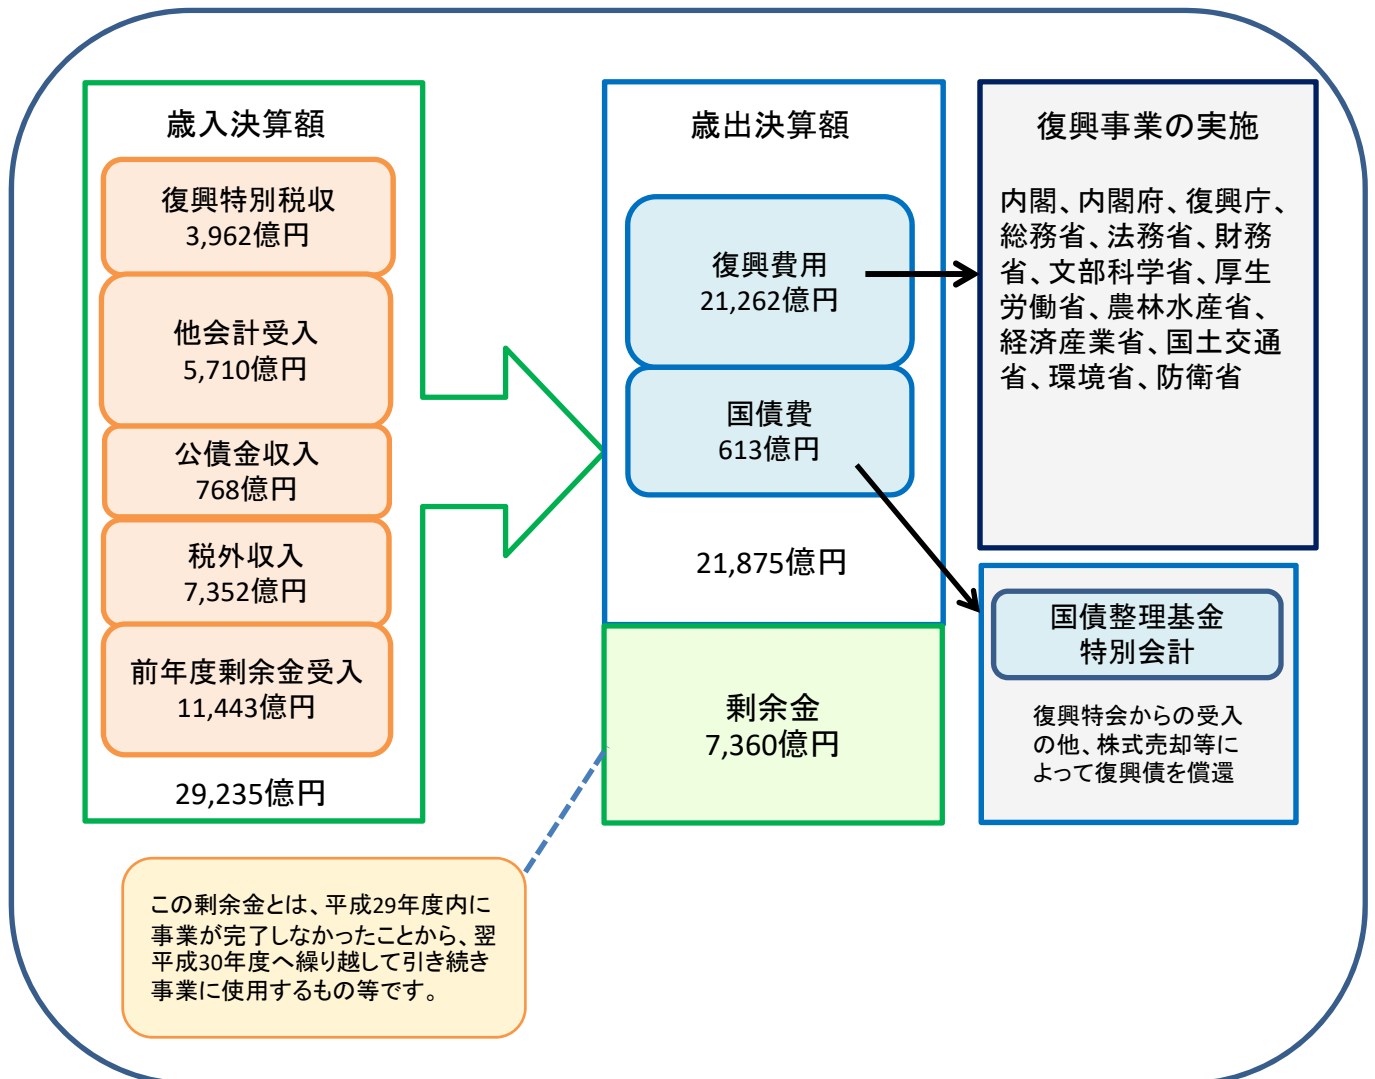 歳入決算額
復興特別税収
3,962億円
他会計受入
5,710億円
公債金収入
768億円
税外収入
7,352億円
前年度剰余金受入
11,443億円
29,235億円
歳出決算額
復興費用
21,262億円
国債費
613億円
21,875億円
剰余金
7,360億円
復興事業の実施
内閣、内閣府、復興庁、
総務省、法務省、財務
省、文部科学省、厚生
労働省、農林水産省、
経済産業省、国土交通
省、環境省、防衛省
国債整理基金
特別会計
復興特会からの受入
の他、株式売却等に
よって復興債を償還
この剰余金とは、平成29年度内に
事業が完了しなかったことから、翌
平成30年度へ繰り越して引き続き
事業に使用するもの等です。